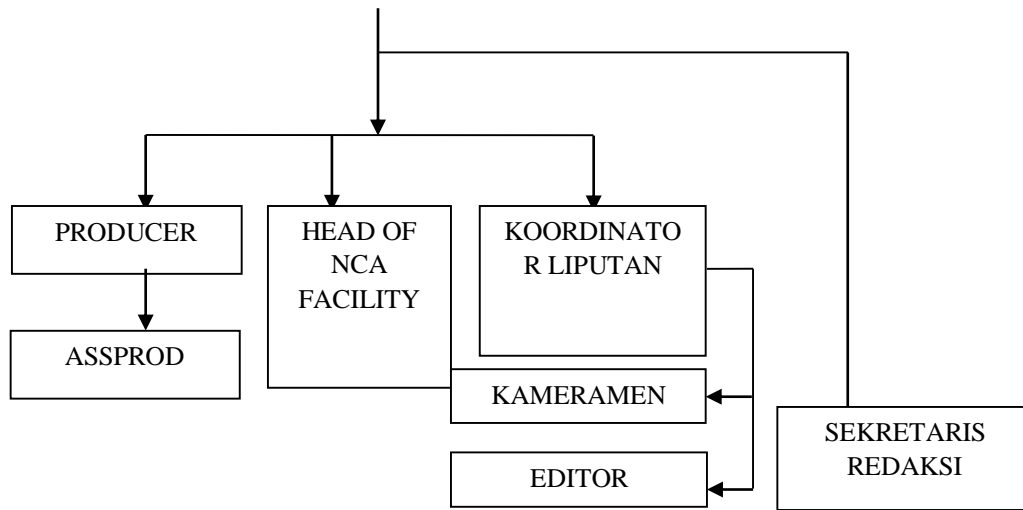 PRODUCER
HEAD OF
NCA
FACILITY
KOORDINATO
R LIPUTAN
ASSPROD
KAMERAMEN
SEKRETARIS
REDAKSI
EDITOR